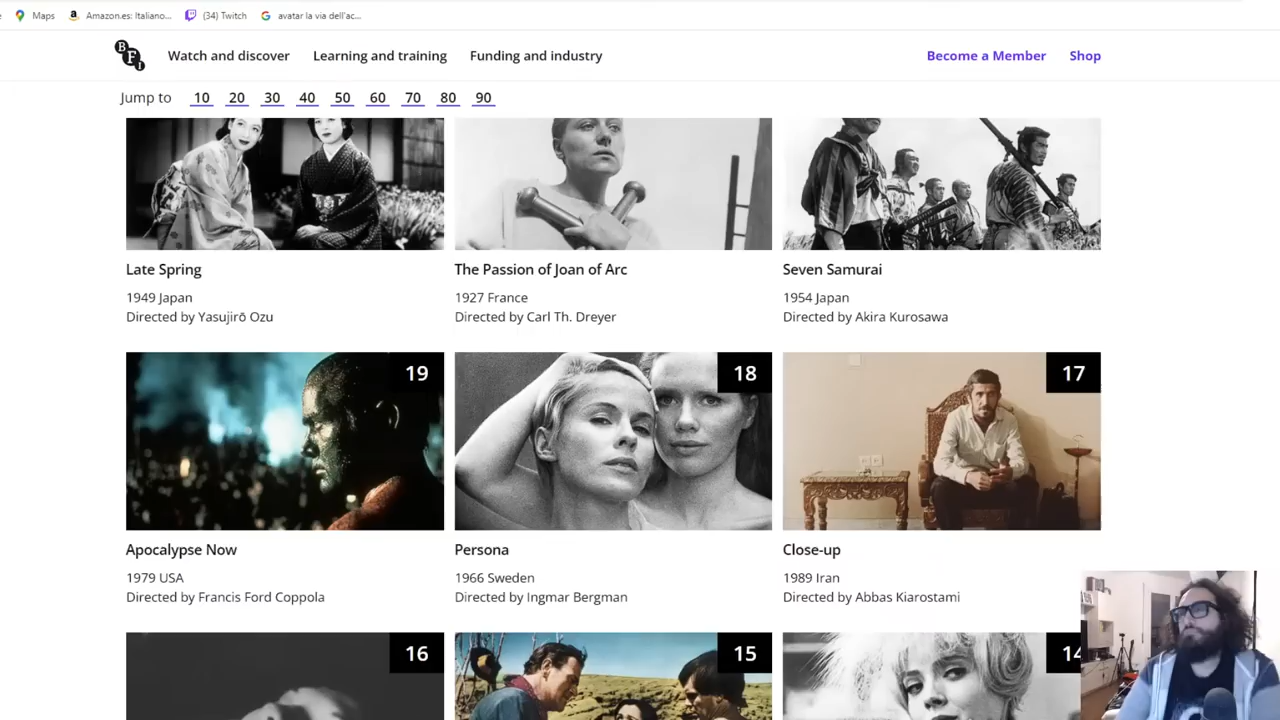 Maps Amazon.es: Italiano... (34) Twitch avatar la via dell'ac...
BFI Watch and discover Learning and training Funding and industry Become a Member Shop
Jump to 10 20 30 40 50 60 70 80 90
Late Spring
1949 Japan
Directed by Yasujirō Ozu
The Passion of Joan of Arc
1927 France
Directed by Carl Th. Dreyer
Seven Samurai
1954 Japan
Directed by Akira Kurosawa
19
Apocalypse Now
1979 USA
Directed by Francis Ford Coppola
18
Persona
1966 Sweden
Directed by Ingmar Bergman
17
Close-up
1989 Iran
Directed by Abbas Kiarostami
16
15
14